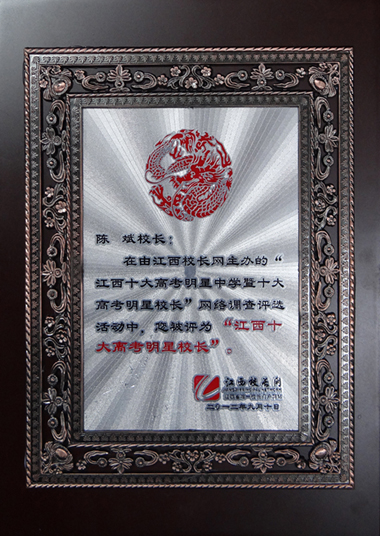 陈 斌校长：
在由江西校长网主办的“
江西十大高考明星中学暨十大
高考明星校长”网络调查评选
活动中，您被评为“江西十
大高考明星校长”。
江西校长网
二〇一二年九月十日